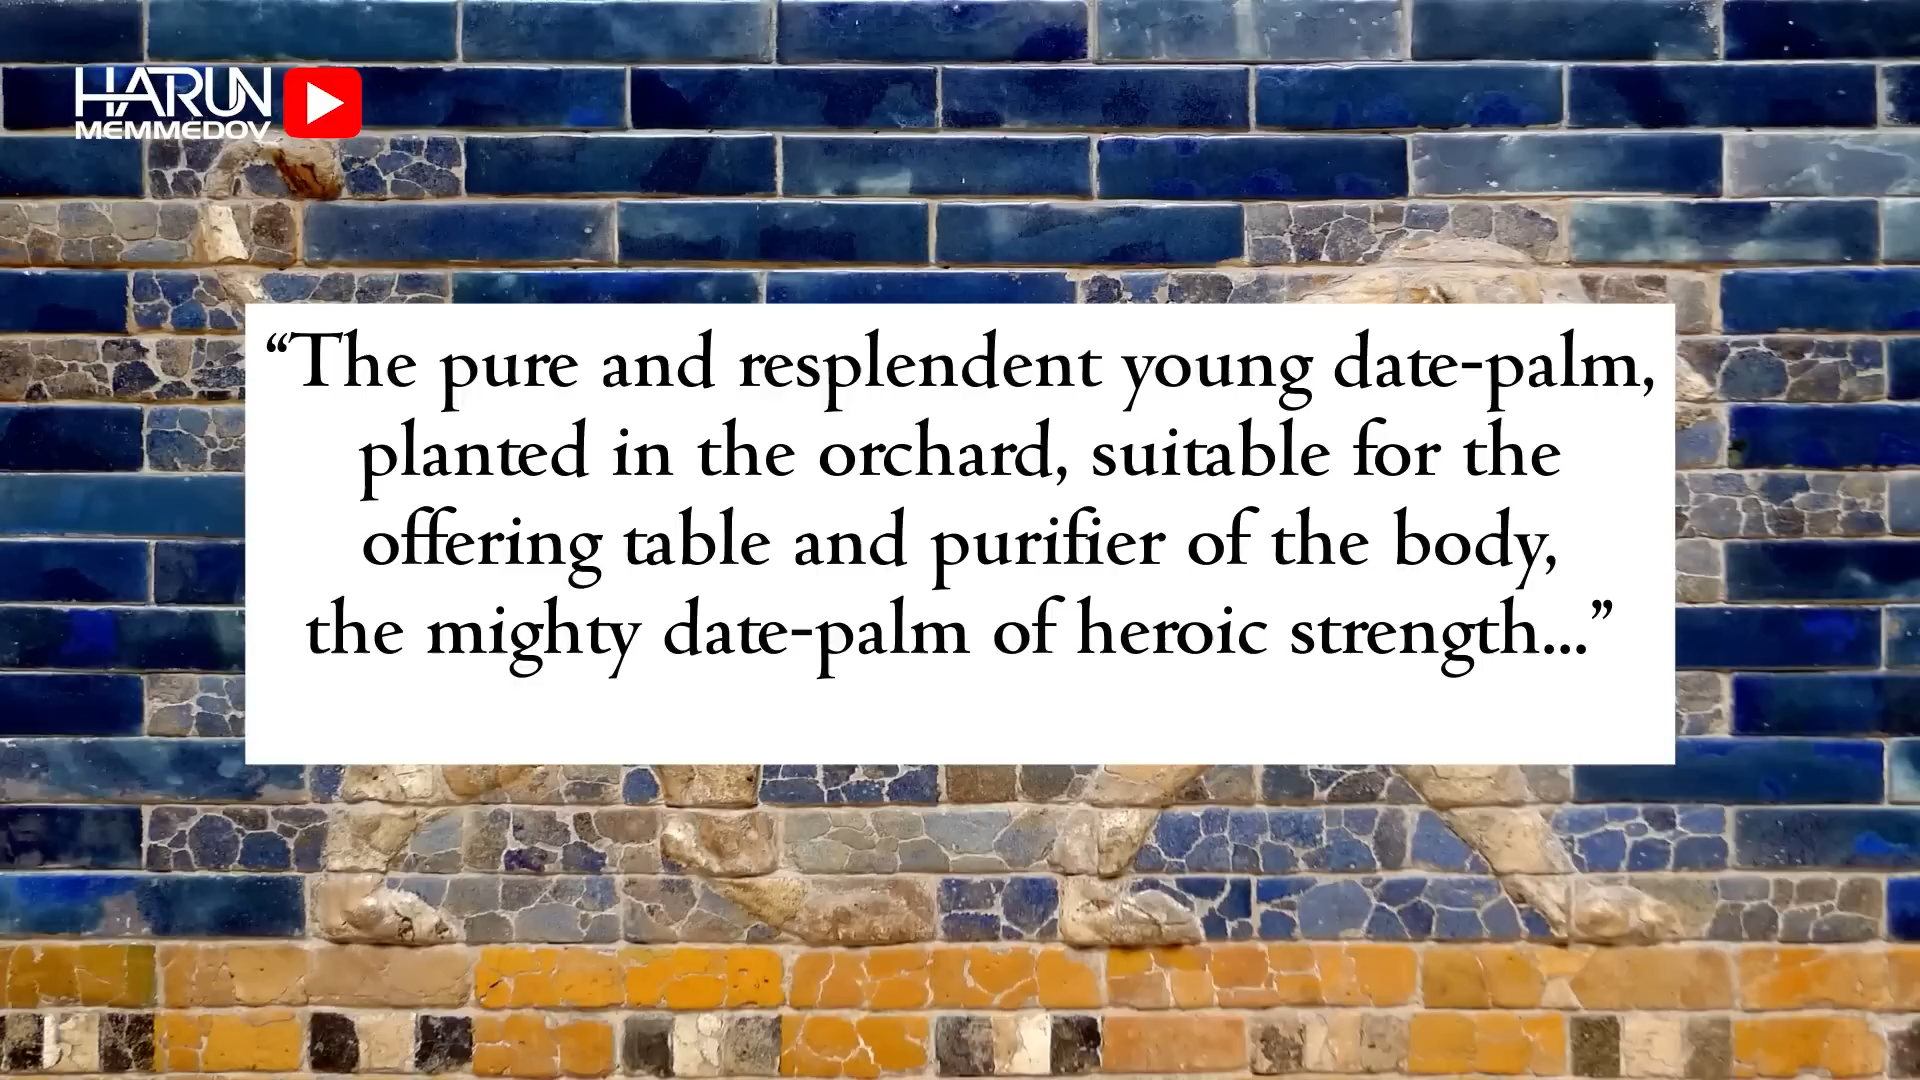 HARUN
MEMMEDOV
“The pure and resplendent young date-palm,
planted in the orchard, suitable for the
offering table and purifier of the body,
the mighty date-palm of heroic strength...”